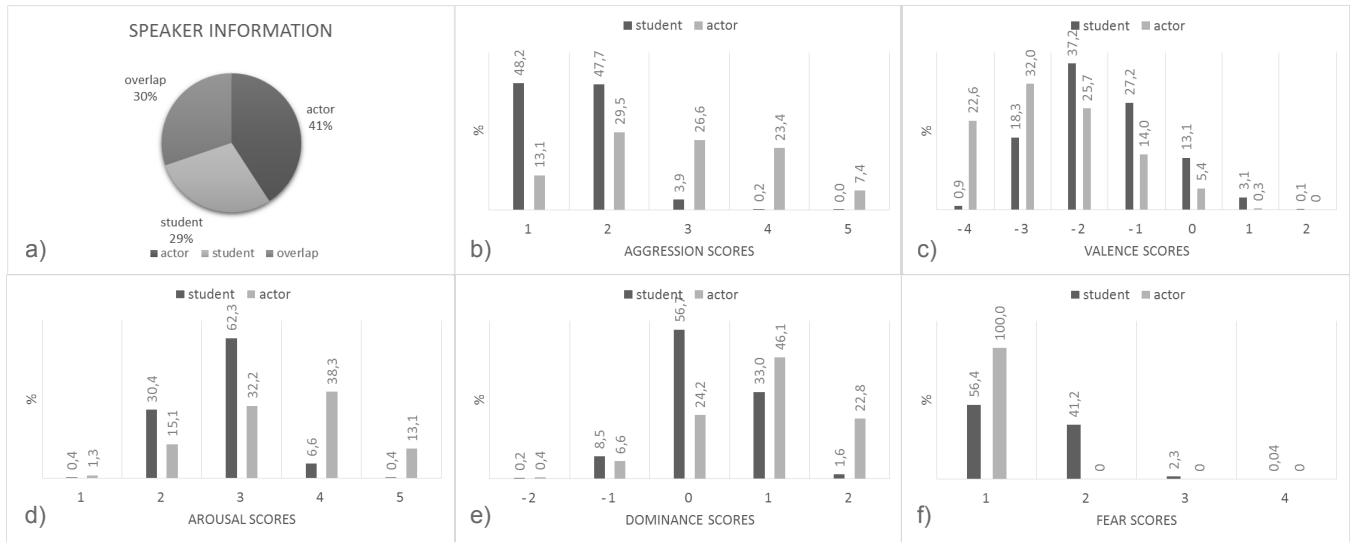 SPEAKER INFORMATION
overlap
30%
actor
41%
student
29%
actor student overlap
a)
student actor
%
48,2 13,1 47,7 29,5 3,9 26,6 0,2 23,4 0,0 7,4
1 2 3 4 5
AGGRESSION SCORES
b)
student actor
%
0,9 22,6 18,3 32,0 37,2 25,7 27,2 14,0 13,1 5,4 3,1 0,3 0,1 0
-4 -3 -2 -1 0 1 2
VALENCE SCORES
c)
student actor
%
0,4 1,3 30,4 15,1 62,3 32,2 6,6 38,3 0,4 13,1
1 2 3 4 5
AROUSAL SCORES
d)
student actor
%
0,2 0,4 8,5 6,6 56,7 24,2 33,0 46,1 1,6 22,8
-2 -1 0 1 2
DOMINANCE SCORES
e)
student actor
%
56,4 100,0 41,2 0 2,3 0 0,04 0
1 2 3 4
FEAR SCORES
f)